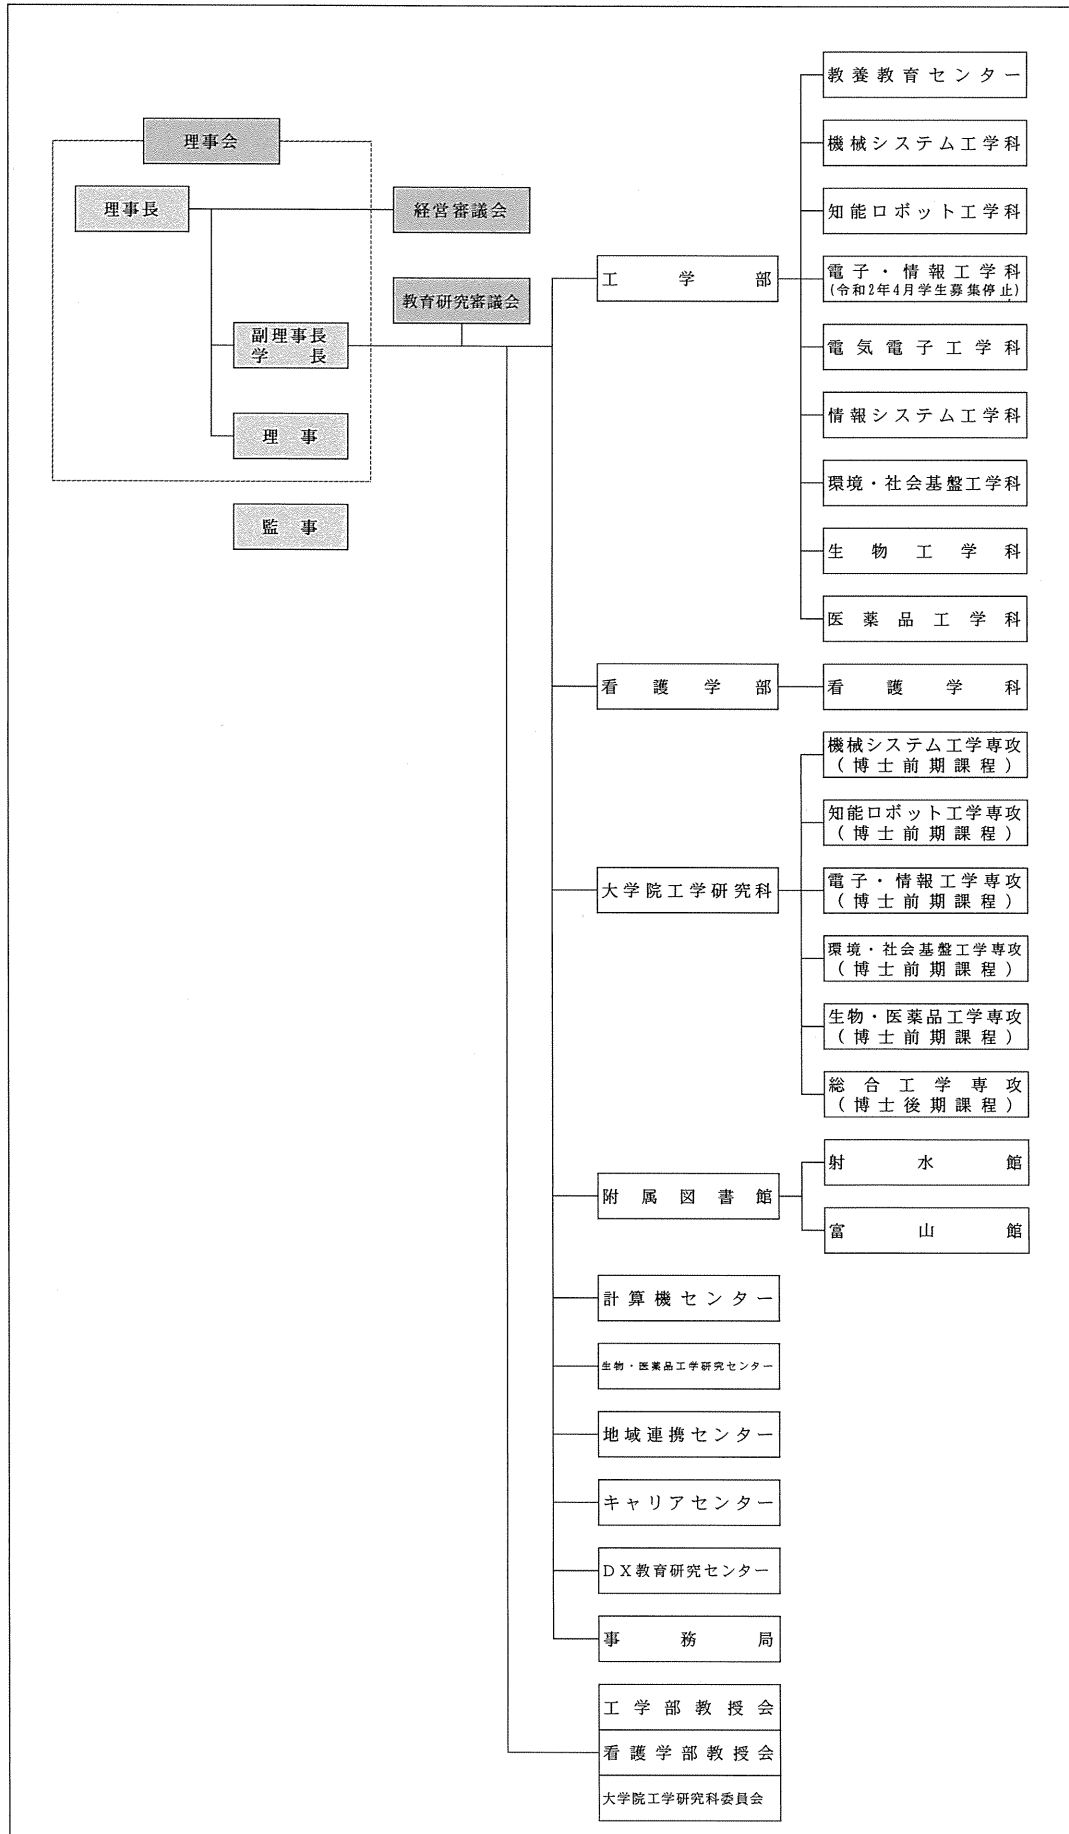 理事会
理事長
経営審議会
教育研究審議会
副理事長
学長
理事
監事
工学部
教養教育センター
機械システム工学科
知能ロボット工学科
電子・情報工学科
(令和2年4月学生募集停止)
電気電子工学科
情報システム工学科
環境・社会基盤工学科
生物工学科
医薬品工学科
看護学部
看護学科
大学院工学研究科
機械システム工学専攻
(博士前期課程)
知能ロボット工学専攻
(博士前期課程)
電子・情報工学専攻
(博士前期課程)
環境・社会基盤工学専攻
(博士前期課程)
生物・医薬品工学専攻
(博士前期課程)
総合工学専攻
(博士後期課程)
附属図書館
射水館
富山館
計算機センター
生物・医薬品工学研究センター
地域連携センター
キャリアセンター
DX教育研究センター
事務局
工学部教授会
看護学部教授会
大学院工学研究科委員会